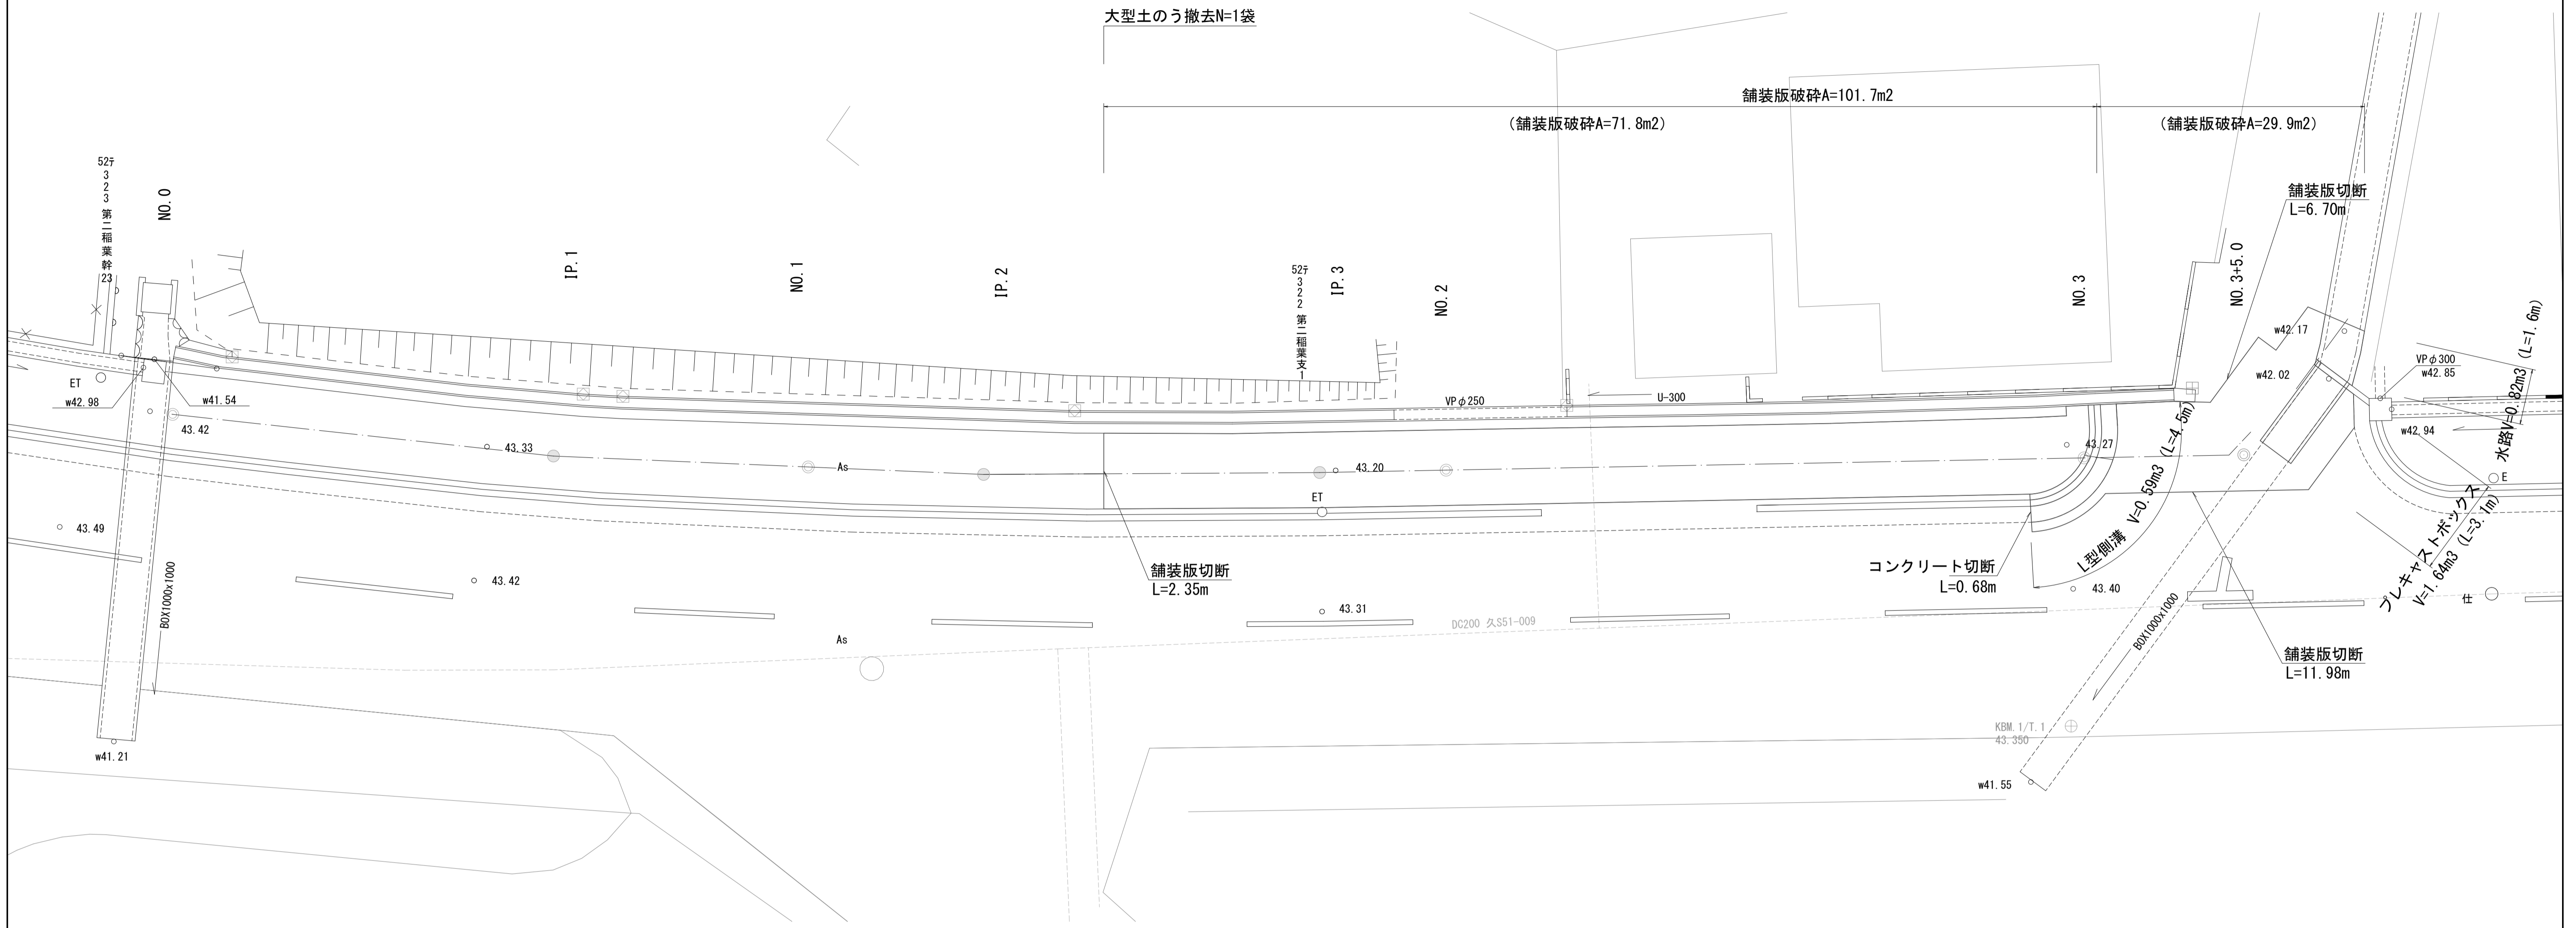 大型土のう撤去N=1袋
舗装版破砕A=101.7m2
(舗装版破砕A=71.8m2)
(舗装版破砕A=29.9m2)
52テ323第二稲葉幹23
NO.0
IP.1
NO.1
IP.2
52テ322第二稲葉支1
IP.3
NO.2
NO.3
NO.3+5.0
舗装版切断
L=6.70m
w42.17
w42.02
VPφ300
w42.85
水路V=0.82m3 (L=1.6m)
ET
w42.98
w41.54
43.42
43.33
As
VPφ250
U-300
43.20
ET
43.27
w42.94
E
43.49
43.42
BOX1000x1000
舗装版切断
L=2.35m
43.31
As
DC200 久S51-009
コンクリート切断
L=0.68m
L型側溝 V=0.59m3 (L=4.5m)
43.40
BOX1000x1000
プレキャストボックス
V=1.64m3 (L=3.1m)
仕
舗装版切断
L=11.98m
KBM.1/T.1
43.350
w41.21
w41.55